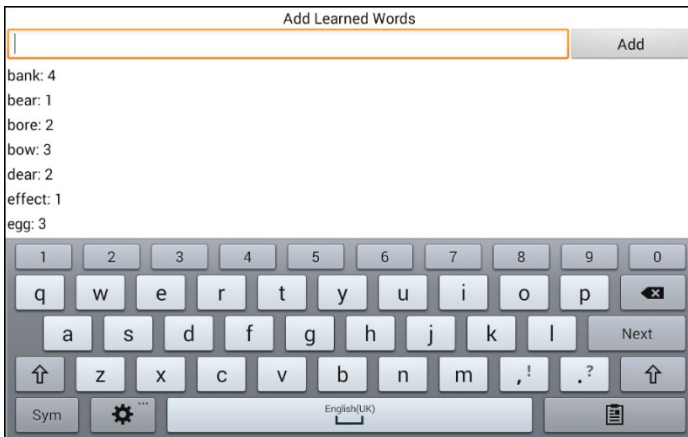 Add Learned Words
Add
bank: 4
bear: 1
bore: 2
bow: 3
dear: 2
effect: 1
egg: 3
1 2 3 4 5 6 7 8 9 0
q w e r t y u i o p
a s d f g h j k l Next
z x c v b n m , ! . ?
Sym ... English(UK)